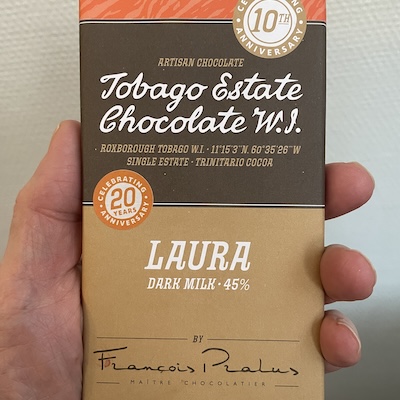 CELEBRATING
10TH
ANNIVERSARY
ARTISAN CHOCOLATE
Tobago Estate
Chocolate W.I.
ROXBOROUGH TOBAGO W.I. · 11°15'3"N, 60°35'26"W
SINGLE ESTATE · TRINITARIO COCOA
CELEBRATING
20
YEARS
ANNIVERSARY
LAURA
DARK MILK · 45%
BY
François Pralus
MAÎTRE CHOCOLATIER